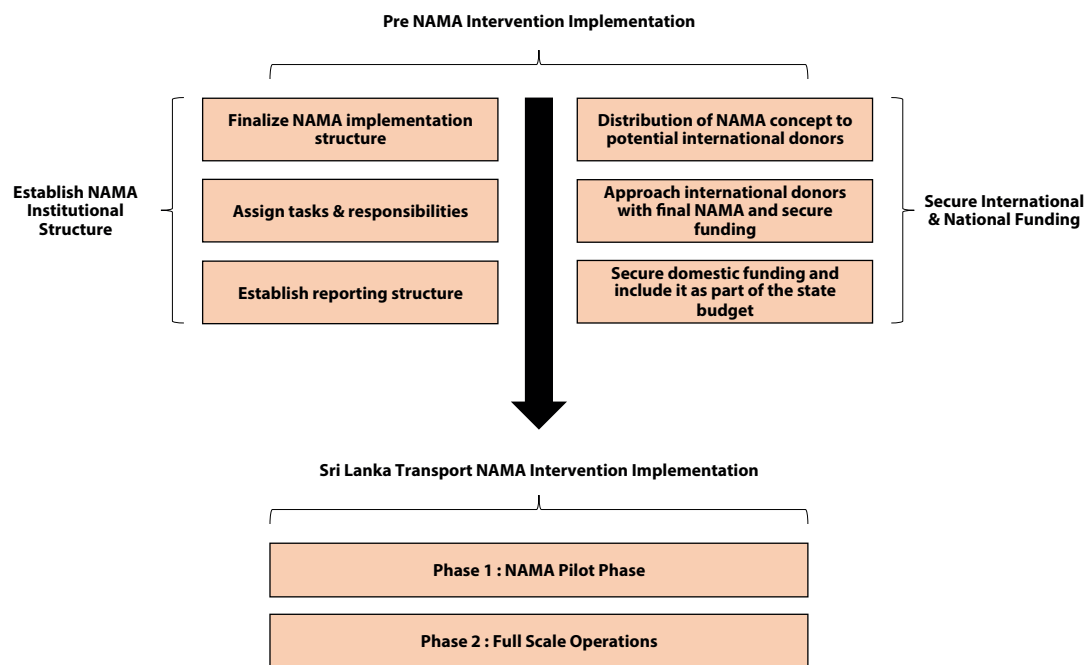 Pre NAMA Intervention Implementation
Establish NAMA
Institutional
Structure
Finalize NAMA implementation
structure
Assign tasks & responsibilities
Establish reporting structure
Distribution of NAMA concept to
potential international donors
Approach international donors
with final NAMA and secure
funding
Secure domestic funding and
include it as part of the state
budget
Secure International
& National Funding
Sri Lanka Transport NAMA Intervention Implementation
Phase 1 : NAMA Pilot Phase
Phase 2 : Full Scale Operations